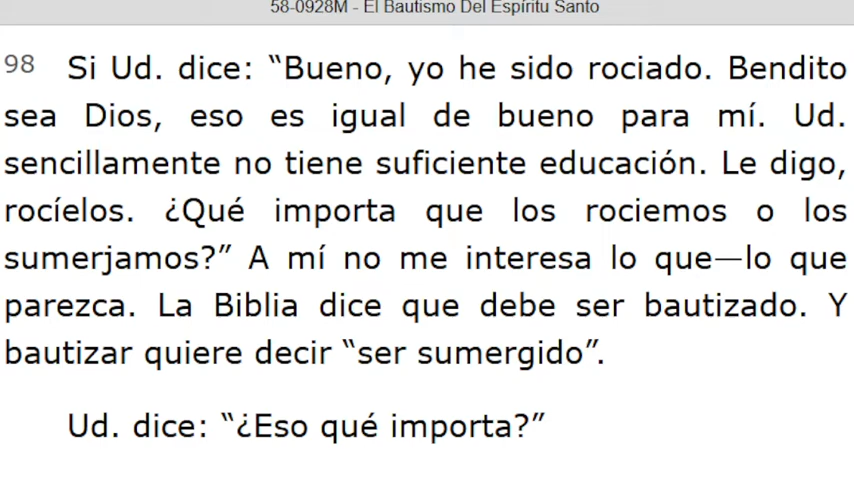 58-0928M - El Bautismo Del Espíritu Santo
98 Si Ud. dice: “Bueno, yo he sido rociado. Bendito
sea Dios, eso es igual de bueno para mí. Ud.
sencillamente no tiene suficiente educación. Le digo,
rocíelos. ¿Qué importa que los rociemos o los
sumerjamos?” A mí no me interesa lo que—lo que
parezca. La Biblia dice que debe ser bautizado. Y
bautizar quiere decir “ser sumergido”.
Ud. dice: “¿Eso qué importa?”